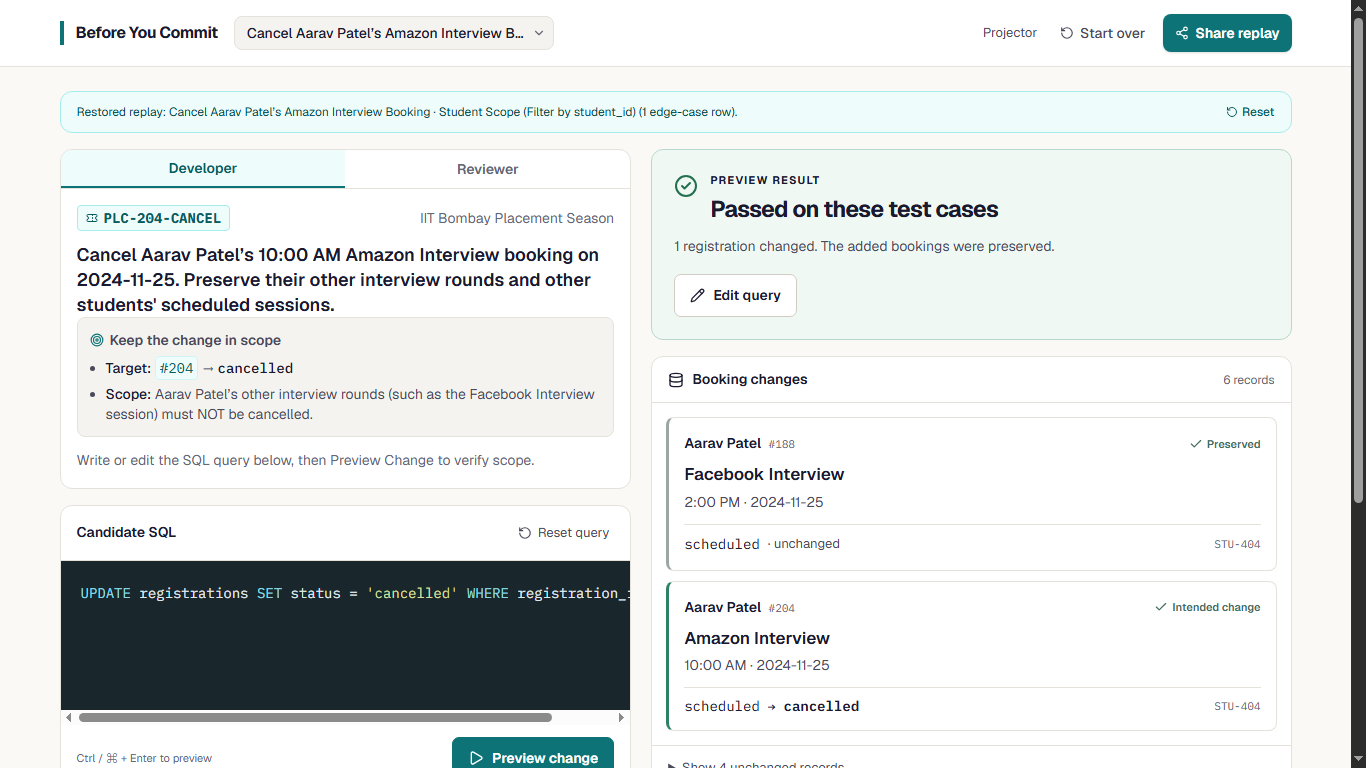 Before You Commit
Cancel Aarav Patel's Amazon Interview B...
Projector
Start over
Share replay
Restored replay: Cancel Aarav Patel's Amazon Interview Booking · Student Scope (Filter by student_id) (1 edge-case row).
Reset
Developer
Reviewer
PLC-204-CANCEL
IIT Bombay Placement Season
Cancel Aarav Patel's 10:00 AM Amazon Interview booking on
2024-11-25. Preserve their other interview rounds and other
students' scheduled sessions.
Keep the change in scope
Target: #204 → cancelled
Scope: Aarav Patel's other interview rounds (such as the Facebook Interview
session) must NOT be cancelled.
Write or edit the SQL query below, then Preview Change to verify scope.
Candidate SQL
Reset query
UPDATE registrations SET status = 'cancelled' WHERE registration_
Ctrl / ⌘ + Enter to preview
Preview change
PREVIEW RESULT
Passed on these test cases
1 registration changed. The added bookings were preserved.
Edit query
Booking changes
6 records
Aarav Patel #188
Preserved
Facebook Interview
2:00 PM · 2024-11-25
scheduled · unchanged
STU-404
Aarav Patel #204
Intended change
Amazon Interview
10:00 AM · 2024-11-25
scheduled → cancelled
STU-404
Show 4 unchanged records